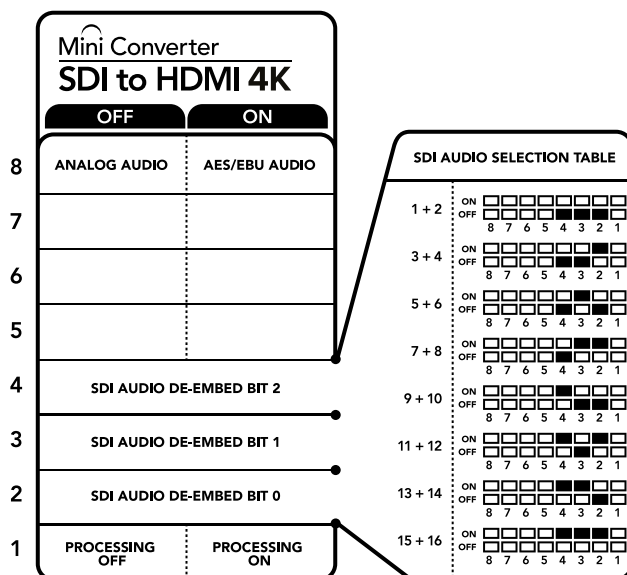 Mini Converter
SDI to HDMI 4K
OFF ON
8 ANALOG AUDIO AES/EBU AUDIO
7
6
5
4 SDI AUDIO DE-EMBED BIT 2
3 SDI AUDIO DE-EMBED BIT 1
2 SDI AUDIO DE-EMBED BIT 0
1 PROCESSING OFF PROCESSING ON
SDI AUDIO SELECTION TABLE
1 + 2 ON
OFF
8 7 6 5 4 3 2 1
3 + 4 ON
OFF
8 7 6 5 4 3 2 1
5 + 6 ON
OFF
8 7 6 5 4 3 2 1
7 + 8 ON
OFF
8 7 6 5 4 3 2 1
9 + 10 ON
OFF
8 7 6 5 4 3 2 1
11 + 12 ON
OFF
8 7 6 5 4 3 2 1
13 + 14 ON
OFF
8 7 6 5 4 3 2 1
15 + 16 ON
OFF
8 7 6 5 4 3 2 1